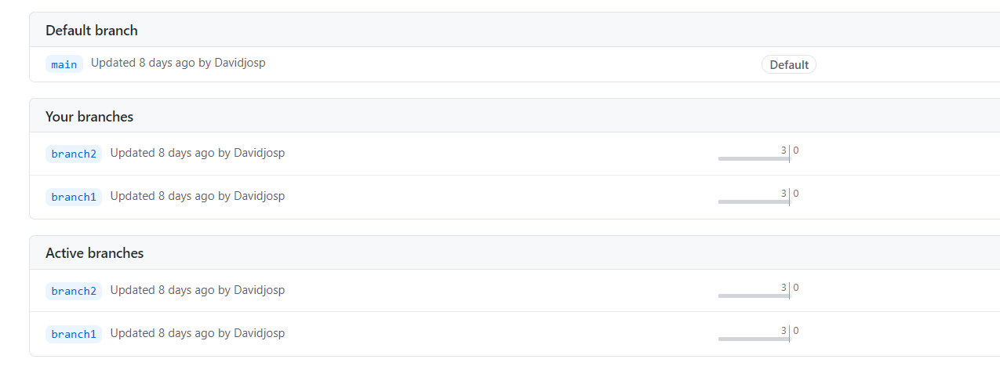 Default branch
main Updated 8 days ago by Davidjosp Default
Your branches
branch2 Updated 8 days ago by Davidjosp 3 0
branch1 Updated 8 days ago by Davidjosp 3 0
Active branches
branch2 Updated 8 days ago by Davidjosp 3 0
branch1 Updated 8 days ago by Davidjosp 3 0